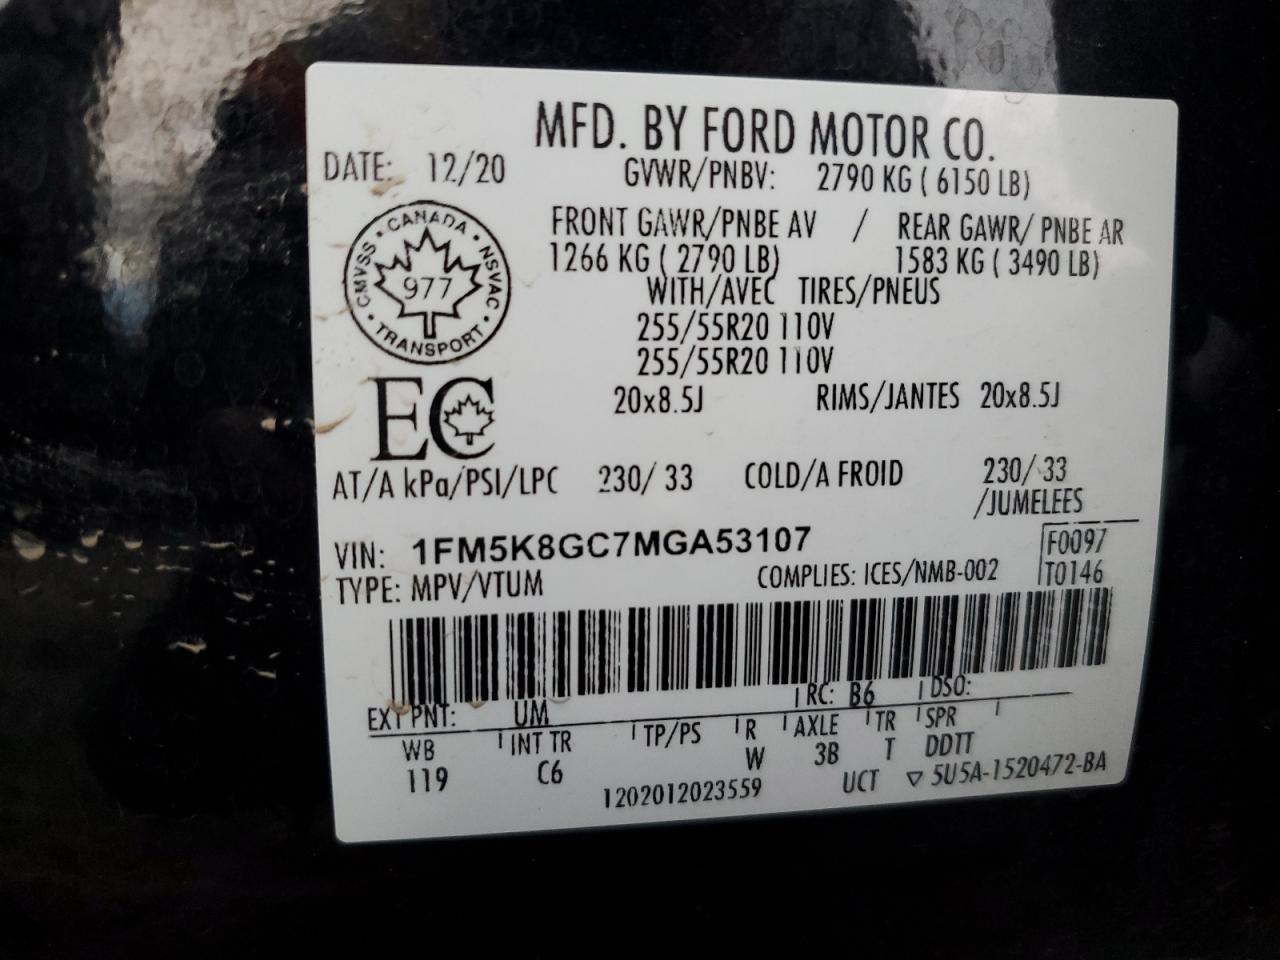 MFD. BY FORD MOTOR CO.
DATE: 12/20 GVWR/PNBV: 2790 KG ( 6150 LB)
FRONT GAWR/PNBE AV / REAR GAWR/ PNBE AR
1266 KG ( 2790 LB) 1583 KG ( 3490 LB)
WITH/AVEC TIRES/PNEUS
255/55R20 110V
255/55R20 110V
20x8.5J RIMS/JANTES 20x8.5J
CMVSS • CANADA • NSVAC • TRANSPORT •
977
EC
AT/A kPa/PSI/LPC 230/ 33 COLD/A FROID 230/ 33
/JUMELEES
VIN: 1FM5K8GC7MGA53107 F0097
TYPE: MPV/VTUM COMPLIES: ICES/NMB-002 T0146
EXT PNT: UM RC: B6 DSO:
WB INT TR TP/PS R AXLE TR SPR
119 C6 W 3B T DDTT
1202012023559 UCT ▽ 5U5A-1520472-BA